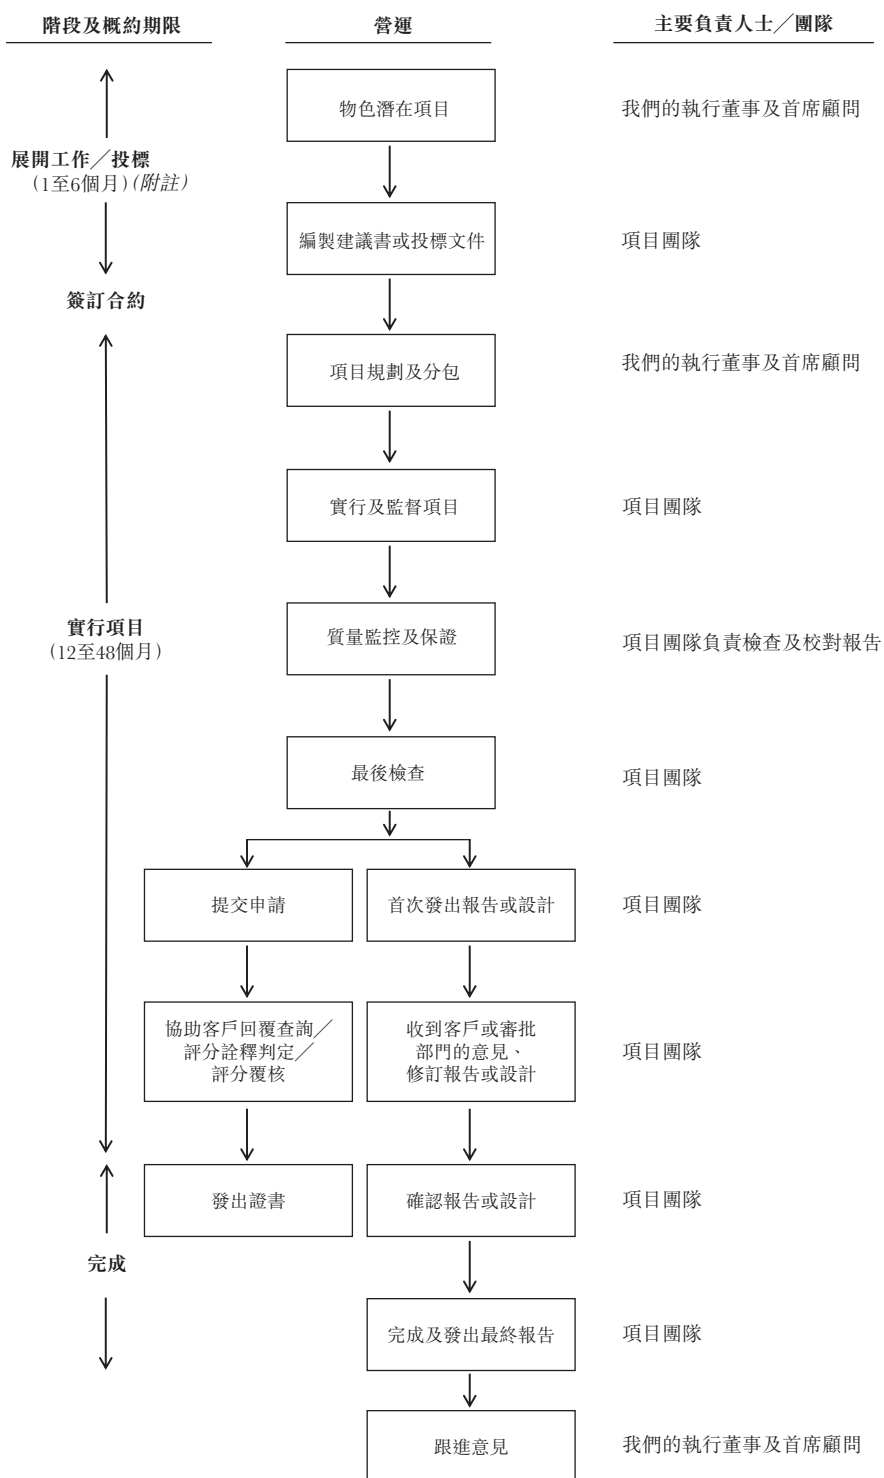 階段及概約期限
營運
主要負責人士／團隊
物色潛在項目
我們的執行董事及首席顧問
展開工作／投標
(1至6個月)(附註)
編製建議書或投標文件
項目團隊
簽訂合約
項目規劃及分包
我們的執行董事及首席顧問
實行及監督項目
項目團隊
實行項目
(12至48個月)
質量監控及保證
項目團隊負責檢查及校對報告
最後檢查
項目團隊
提交申請
首次發出報告或設計
項目團隊
協助客戶回覆查詢／
評分詮釋判定／
評分覆核
收到客戶或審批
部門的意見、
修訂報告或設計
項目團隊
發出證書
確認報告或設計
項目團隊
完成
完成及發出最終報告
項目團隊
跟進意見
我們的執行董事及首席顧問